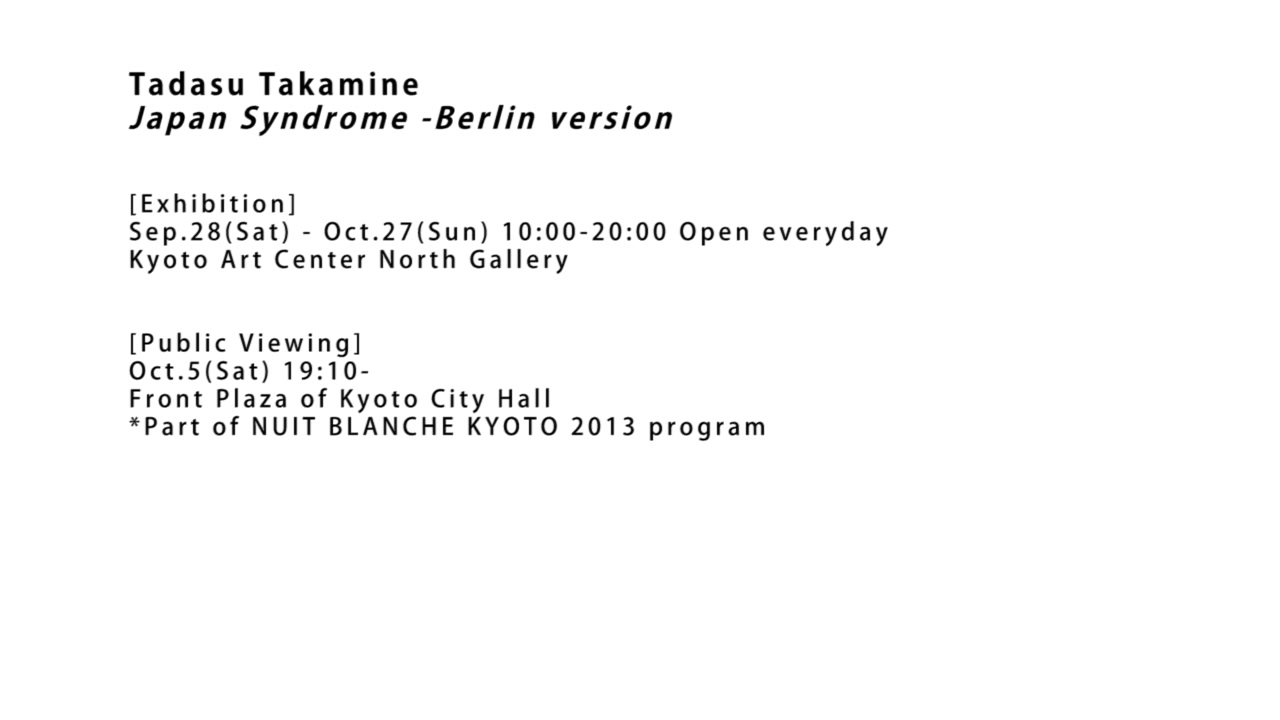 Tadasu Takamine
Japan Syndrome -Berlin version
[Exhibition]
Sep.28(Sat) - Oct.27(Sun) 10:00-20:00 Open everyday
Kyoto Art Center North Gallery
[Public Viewing]
Oct.5(Sat) 19:10-
Front Plaza of Kyoto City Hall
*Part of NUIT BLANCHE KYOTO 2013 program